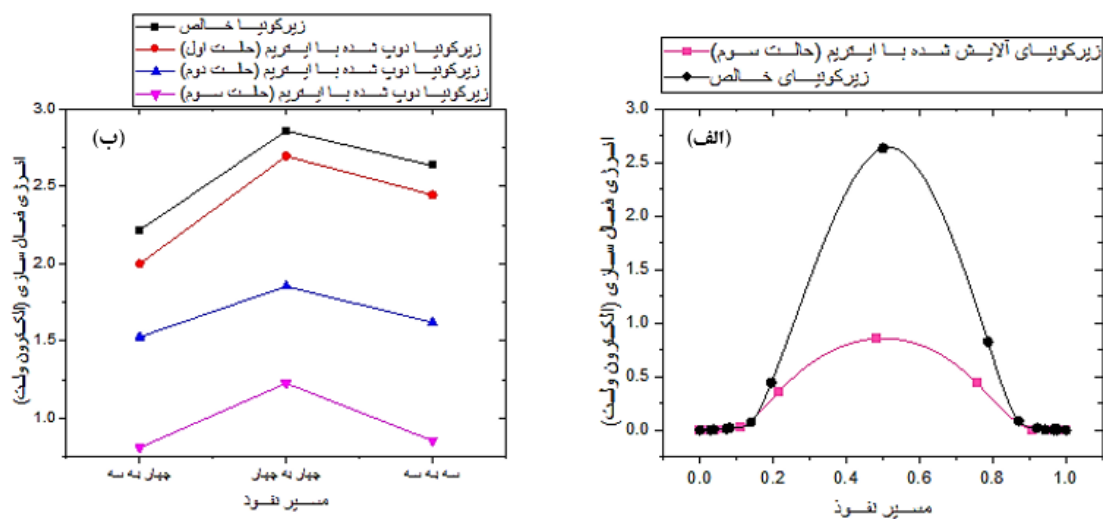 زیرکونیای آلایش شده با ایتریم (حالت سوم)
زیرکونیای خالص
(الف)
انرژی فعال سازی (الکترون ولت)
3.0
2.5
2.0
1.5
1.0
0.5
0.0
0.0 0.2 0.4 0.6 0.8 1.0
مسیر نفوذ
زیرکونیا خالص
زیرکونیا دوپ شده با ایتریم (حالت اول)
زیرکونیا دوپ شده با ایتریم (حالت دوم)
زیرکونیا دوپ شده با ایتریم (حالت سوم)
(ب)
انرژی فعال سازی (الکترون ولت)
3.0
2.5
2.0
1.5
1.0
چهار به سه چهار به چهار سه به سه
مسیر نفوذ